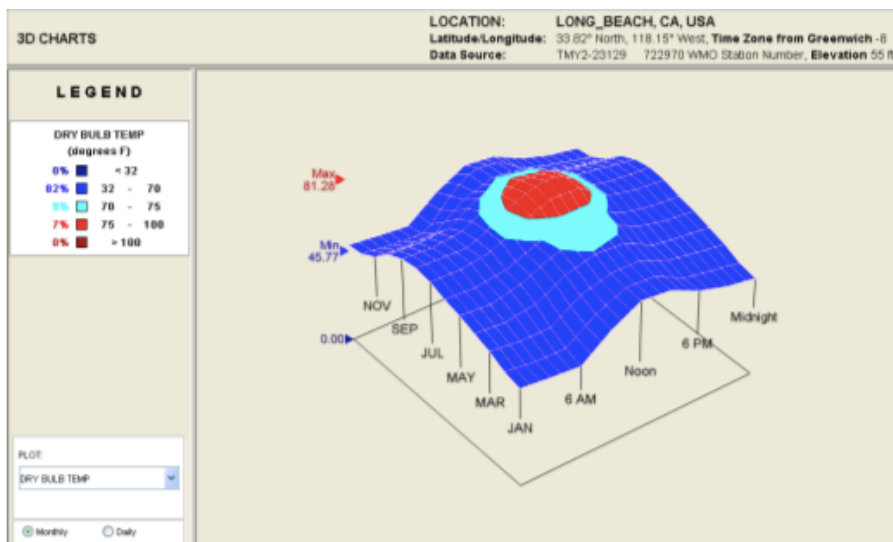 3D CHARTS
LOCATION: LONG_BEACH, CA, USA
Latitude/Longitude: 33.82° North, 118.15° West, Time Zone from Greenwich -8
Data Source: TMY2-23129 722970 WMO Station Number, Elevation 55 ft
LEGEND
DRY BULB TEMP
(degrees F)
0% < 32
82% 32 - 70
70 - 75
7% 75 - 100
0% > 100
Max
81.28
Min
45.77
0.00
NOV
SEP
JUL
MAY
MAR
JAN
6 AM
Noon
6 PM
Midnight
PLOT:
DRY BULB TEMP
Monthly Daily